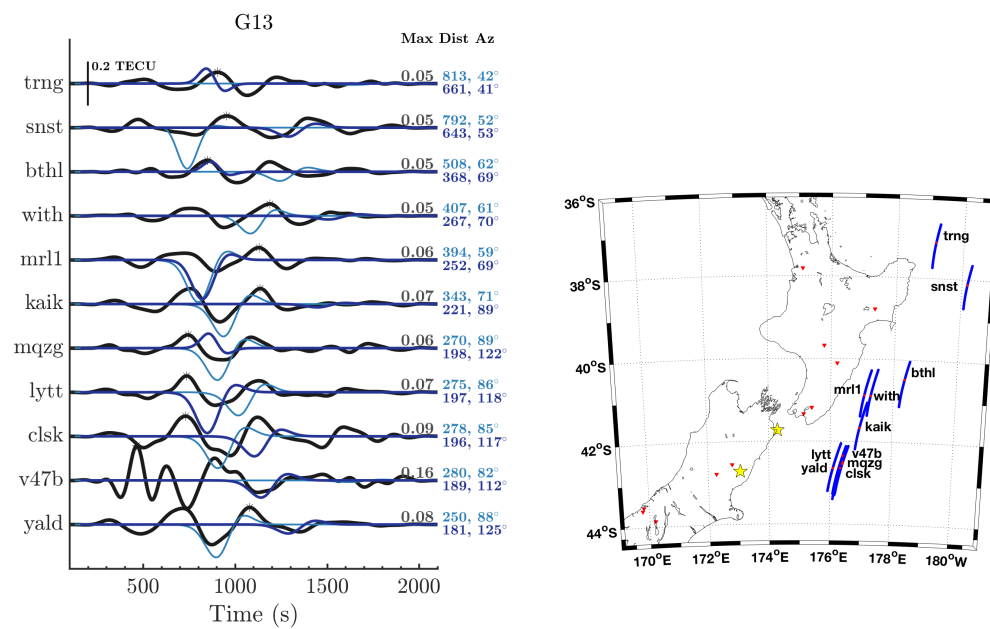 G13
Max Dist Az
0.2 TECU
trng 0.05 813, 42°
661, 41°
snst 0.05 792, 52°
643, 53°
bthl 0.05 508, 62°
368, 69°
with 0.05 407, 61°
267, 70°
mrl1 0.06 394, 59°
252, 69°
kaik 0.07 343, 71°
221, 89°
mqzg 0.06 270, 89°
198, 122°
lytt 0.07 275, 86°
197, 118°
clsk 0.09 278, 85°
196, 117°
v47b 0.16 280, 82°
189, 112°
yald 0.08 250, 88°
181, 125°
500 1000 1500 2000
Time (s)
36°S
38°S
40°S
42°S
44°S
trng
snst
bthl
mrl1
with
kaik
lytt
v47b
yald
mqzg
clsk
170°E 172°E 174°E 176°E 178°E 180°W